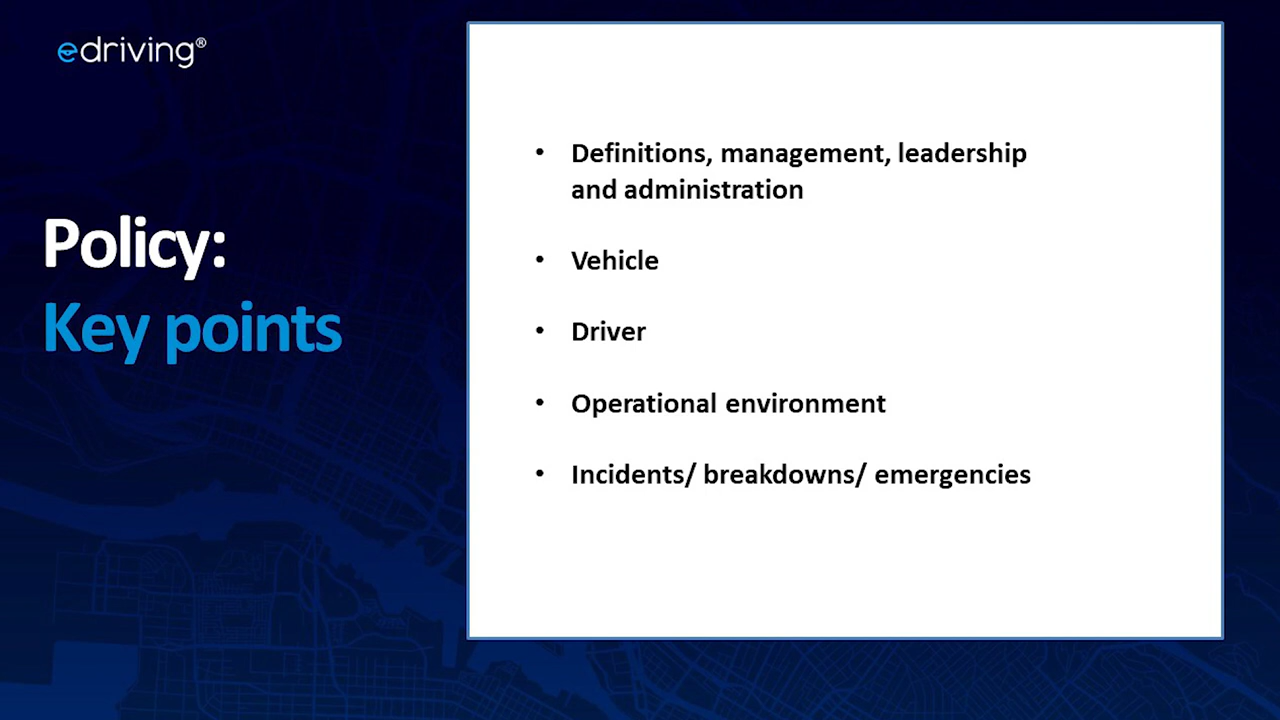 edriving®
Policy:
Key points
• Definitions, management, leadership
and administration
• Vehicle
• Driver
• Operational environment
• Incidents/ breakdowns/ emergencies